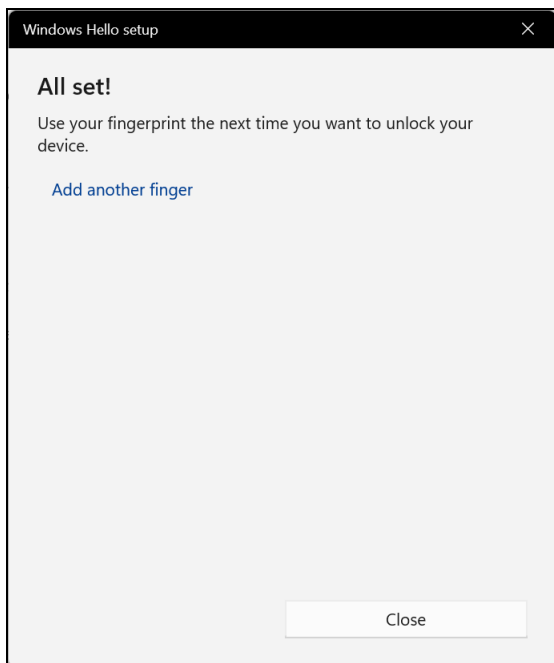 Windows Hello setup
All set!
Use your fingerprint the next time you want to unlock your
device.
Add another finger
Close